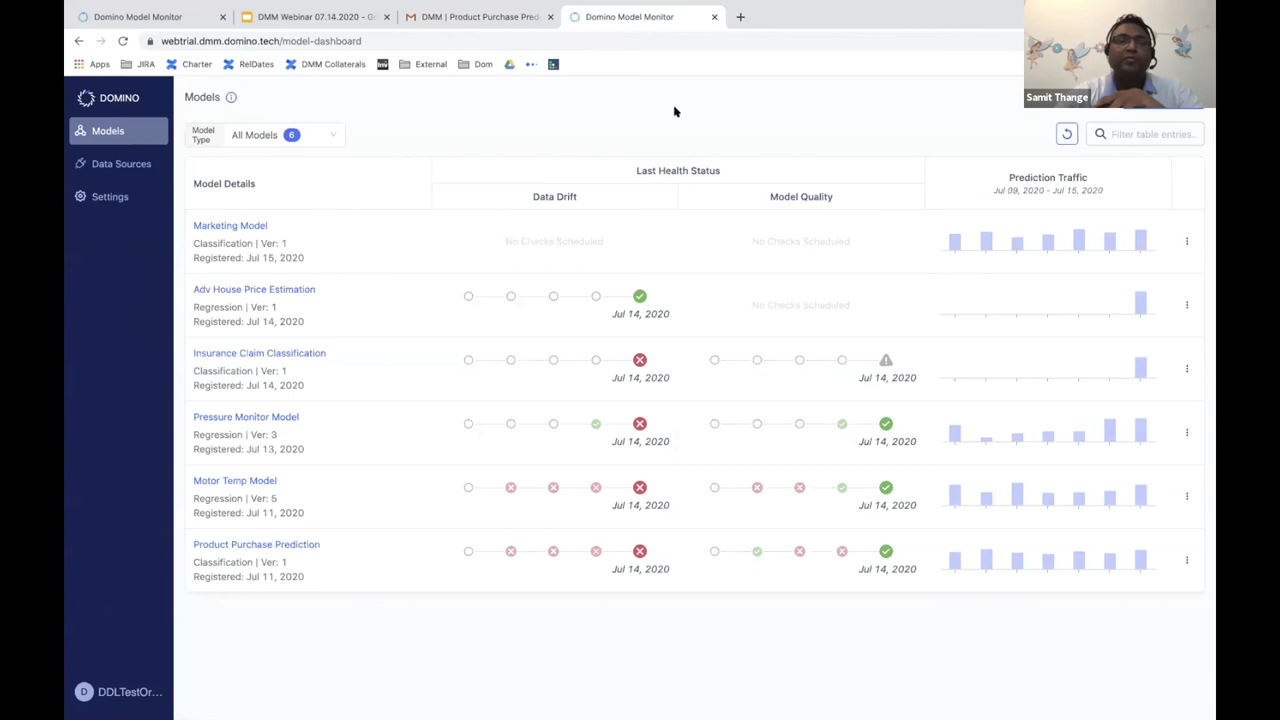 Domino Model Monitor
DMM Webinar 07.14.2020 - G
DMM | Product Purchase Pred
Domino Model Monitor
webtrial.dmm.domino.tech/model-dashboard
Apps
JIRA
Charter
RelDates
DMM Collaterals
inv
External
Dom
Samit Thange
DOMINO
Models
Data Sources
Settings
DDLTestOr...
Models
Model Type
All Models 6
Filter table entries..
Model Details
Last Health Status
Data Drift
Model Quality
Prediction Traffic
Jul 09, 2020 - Jul 15, 2020
Marketing Model
Classification | Ver: 1
Registered: Jul 15, 2020
No Checks Scheduled
No Checks Scheduled
Adv House Price Estimation
Regression | Ver: 1
Registered: Jul 14, 2020
Jul 14, 2020
No Checks Scheduled
Insurance Claim Classification
Classification | Ver: 1
Registered: Jul 14, 2020
Jul 14, 2020
Jul 14, 2020
Pressure Monitor Model
Regression | Ver: 3
Registered: Jul 13, 2020
Jul 14, 2020
Jul 14, 2020
Motor Temp Model
Regression | Ver: 5
Registered: Jul 11, 2020
Jul 14, 2020
Jul 14, 2020
Product Purchase Prediction
Classification | Ver: 1
Registered: Jul 11, 2020
Jul 14, 2020
Jul 14, 2020